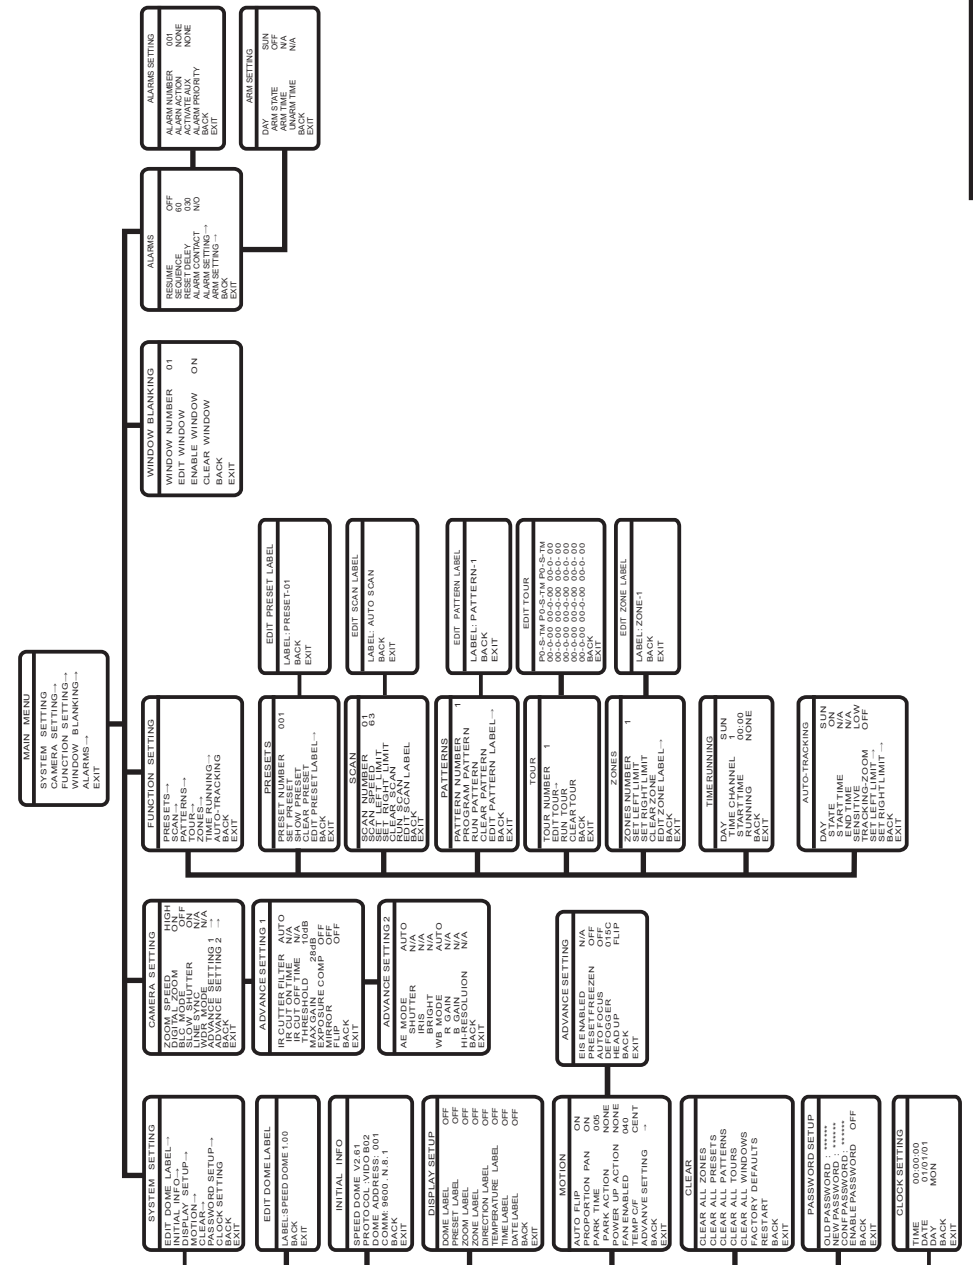 MAIN MENU
SYSTEM SETTING
CAMERA SETTING→
FUNCTION SETTING→
WINDOW BLANKING→
ALARMS→
EXIT
SYSTEM SETTING
EDIT DOME LABEL→
INITIAL INFO→
DISPLAY SETUP→
MOTION→
CLEAR→
PASSWORD SETUP→
CLOCK SETTING
BACK
EXIT
EDIT DOME LABEL
LABEL:SPEED DOME 1.00
BACK
EXIT
INITIAL INFO
SPEED DOME V2.61
PROTOCOL :VIDO B02
DOME ADDRESS: 001
COMM: 9600 . N.8.1
BACK
EXIT
DISPLAY SETUP
DOME LABEL OFF
PRESET LABEL OFF
ZOOM LABEL OFF
ZONE LABEL OFF
DIRECTION LABEL OFF
TEMPERATURE LABEL OFF
TIME LABEL OFF
DATE LABEL OFF
BACK
EXIT
MOTION
AUTO FLIP ON
PROPORTION PAN ON
PARK TIME 005
PARK ACTION NONE
POWER UP ACTION NONE
FAN ENABLED 040
TEMP C/F CENT
ADVANVE SETTING →
BACK
EXIT
ADVANCE SETTING
EIS ENABLED N/A
PRESET FREEZEN OFF
AUTO FOCUS OFF
DEFOGGER 015C
HEADUP FLIP
BACK
EXIT
CLEAR
CLEAR ALL ZONES
CLEAR ALL PRESETS
CLEAR ALL PATTERNS
CLEAR ALL TOURS
CLEAR ALL WINDOWS
FACTORY DEFAULTS
RESTART
BACK
EXIT
PASSWORD SETUP
OLD PASSWORD : ******
NEW PASSWORD : ******
CONF PASSWORD: ******
ENABLE PASSWORD OFF
BACK
EXIT
CLOCK SETTING
TIME 00:00:00
DATE 01/01/01
DAY MON
BACK
EXIT
CAMERA SETTING
ZOOM SPEED HIGH
DIGITAL ZOOM ON
BLC MODE OFF
SLOW SHUTTER ON
LINE SYNC N/A
WDR MODE N/A
ADVANCE SETTING 1 →
ADVANCE SETTING 2 →
BACK
EXIT
ADVANCE SETTING 1
IR CUTTER FILTER AUTO
IR CUT ON TIME N/A
IR CUT OFF TIME N/A
THRESHOLD 10dB
MAX GAIN 28dB
EXPOSURE COMP OFF
MIRROR OFF
FLIP OFF
BACK
EXIT
ADVANCE SETTING 2
AE MODE AUTO
SHUTTER N/A
IRIS N/A
BRIGHT N/A
WB MODE AUTO
R GAIN N/A
B GAIN N/A
HI-RESOLUION N/A
BACK
EXIT
FUNCTION SETTING
PRESETS→
SCAN→
PATTERNS→
TOUR→
ZONES→
TIME RUNNING→
AUTO-TRACKING
BACK
EXIT
PRESETS
PRESET NUMBER 001
SET PRESET
SHOW PRESET
CLEAR PRESET
EDIT PRESET LABEL→
BACK
EXIT
EDIT PRESET LABEL
LABEL: PRESET-01
BACK
EXIT
SCAN
SCAN NUMBER 01
SCAN SPEED 63
SET LEFT LIMIT
SET RIGHT LIMIT
CLEAR SCAN
RUN SCAN
EDIT SCAN LABEL
BACK
EXIT
EDIT SCAN LABEL
LABEL: AUTO SCAN
BACK
EXIT
PATTERNS
PATTERN NUMBER 1
PROGRAM PATTERN
RUN PATTERN
CLEAR PATTERN
EDIT PATTERN LABEL→
BACK
EXIT
EDIT PATTERN LABEL
LABEL: PATTERN-1
BACK
EXIT
TOUR
TOUR NUMBER 1
EDIT TOUR→
RUN TOUR
CLEAR TOUR
BACK
EXIT
EDIT TOUR
P0-S-TM P0-S-TM P0-S-TM
00-0-00 00-0-00 00-0-00
00-0-00 00-0-00 00-0-00
00-0-00 00-0-00 00-0-00
00-0-00 00-0-00 00-0-00
00-0-00 00-0-00 00-0-00
BACK
EXIT
ZONES
ZONES NUMBER 1
SET LEFT LIMIT
SET RIGHT LIMIT
CLEAR ZONE
EDIT ZONE LABEL→
BACK
EXIT
EDIT ZONE LABEL
LABEL: ZONE-1
BACK
EXIT
TIME RUNNING
DAY SUN
TIME CHANNEL 1
START TIME 00:00
RUNNING NONE
BACK
EXIT
AUTO-TRACKING
DAY SUN
STATE ON
START TIME N/A
END TIME N/A
SENSITIVE LOW
TRACKING-ZOOM OFF
SET LEFT LIMIT→
SET RIGHT LIMIT→
BACK
EXIT
WINDOW BLANKING
WINDOW NUMBER 01
EDIT WINDOW
ENABLE WINDOW ON
CLEAR WINDOW
BACK
EXIT
ALARMS
RESUME OFF
SEQUENCE 60
RESET DELEY 030
ALARM CONTACT N/O
ALARM SETTING→
ARM SETTING→
BACK
EXIT
ALARMS SETTING
ALARM NUMBER 001
ALARN ACTION NONE
ACTIVATE AUX NONE
ALARM PRIORITY
BACK
EXIT
ARM SETTING
DAY SUN
ARM STATE OFF
ARM TIME N/A
UNARM TIME N/A
BACK
EXIT